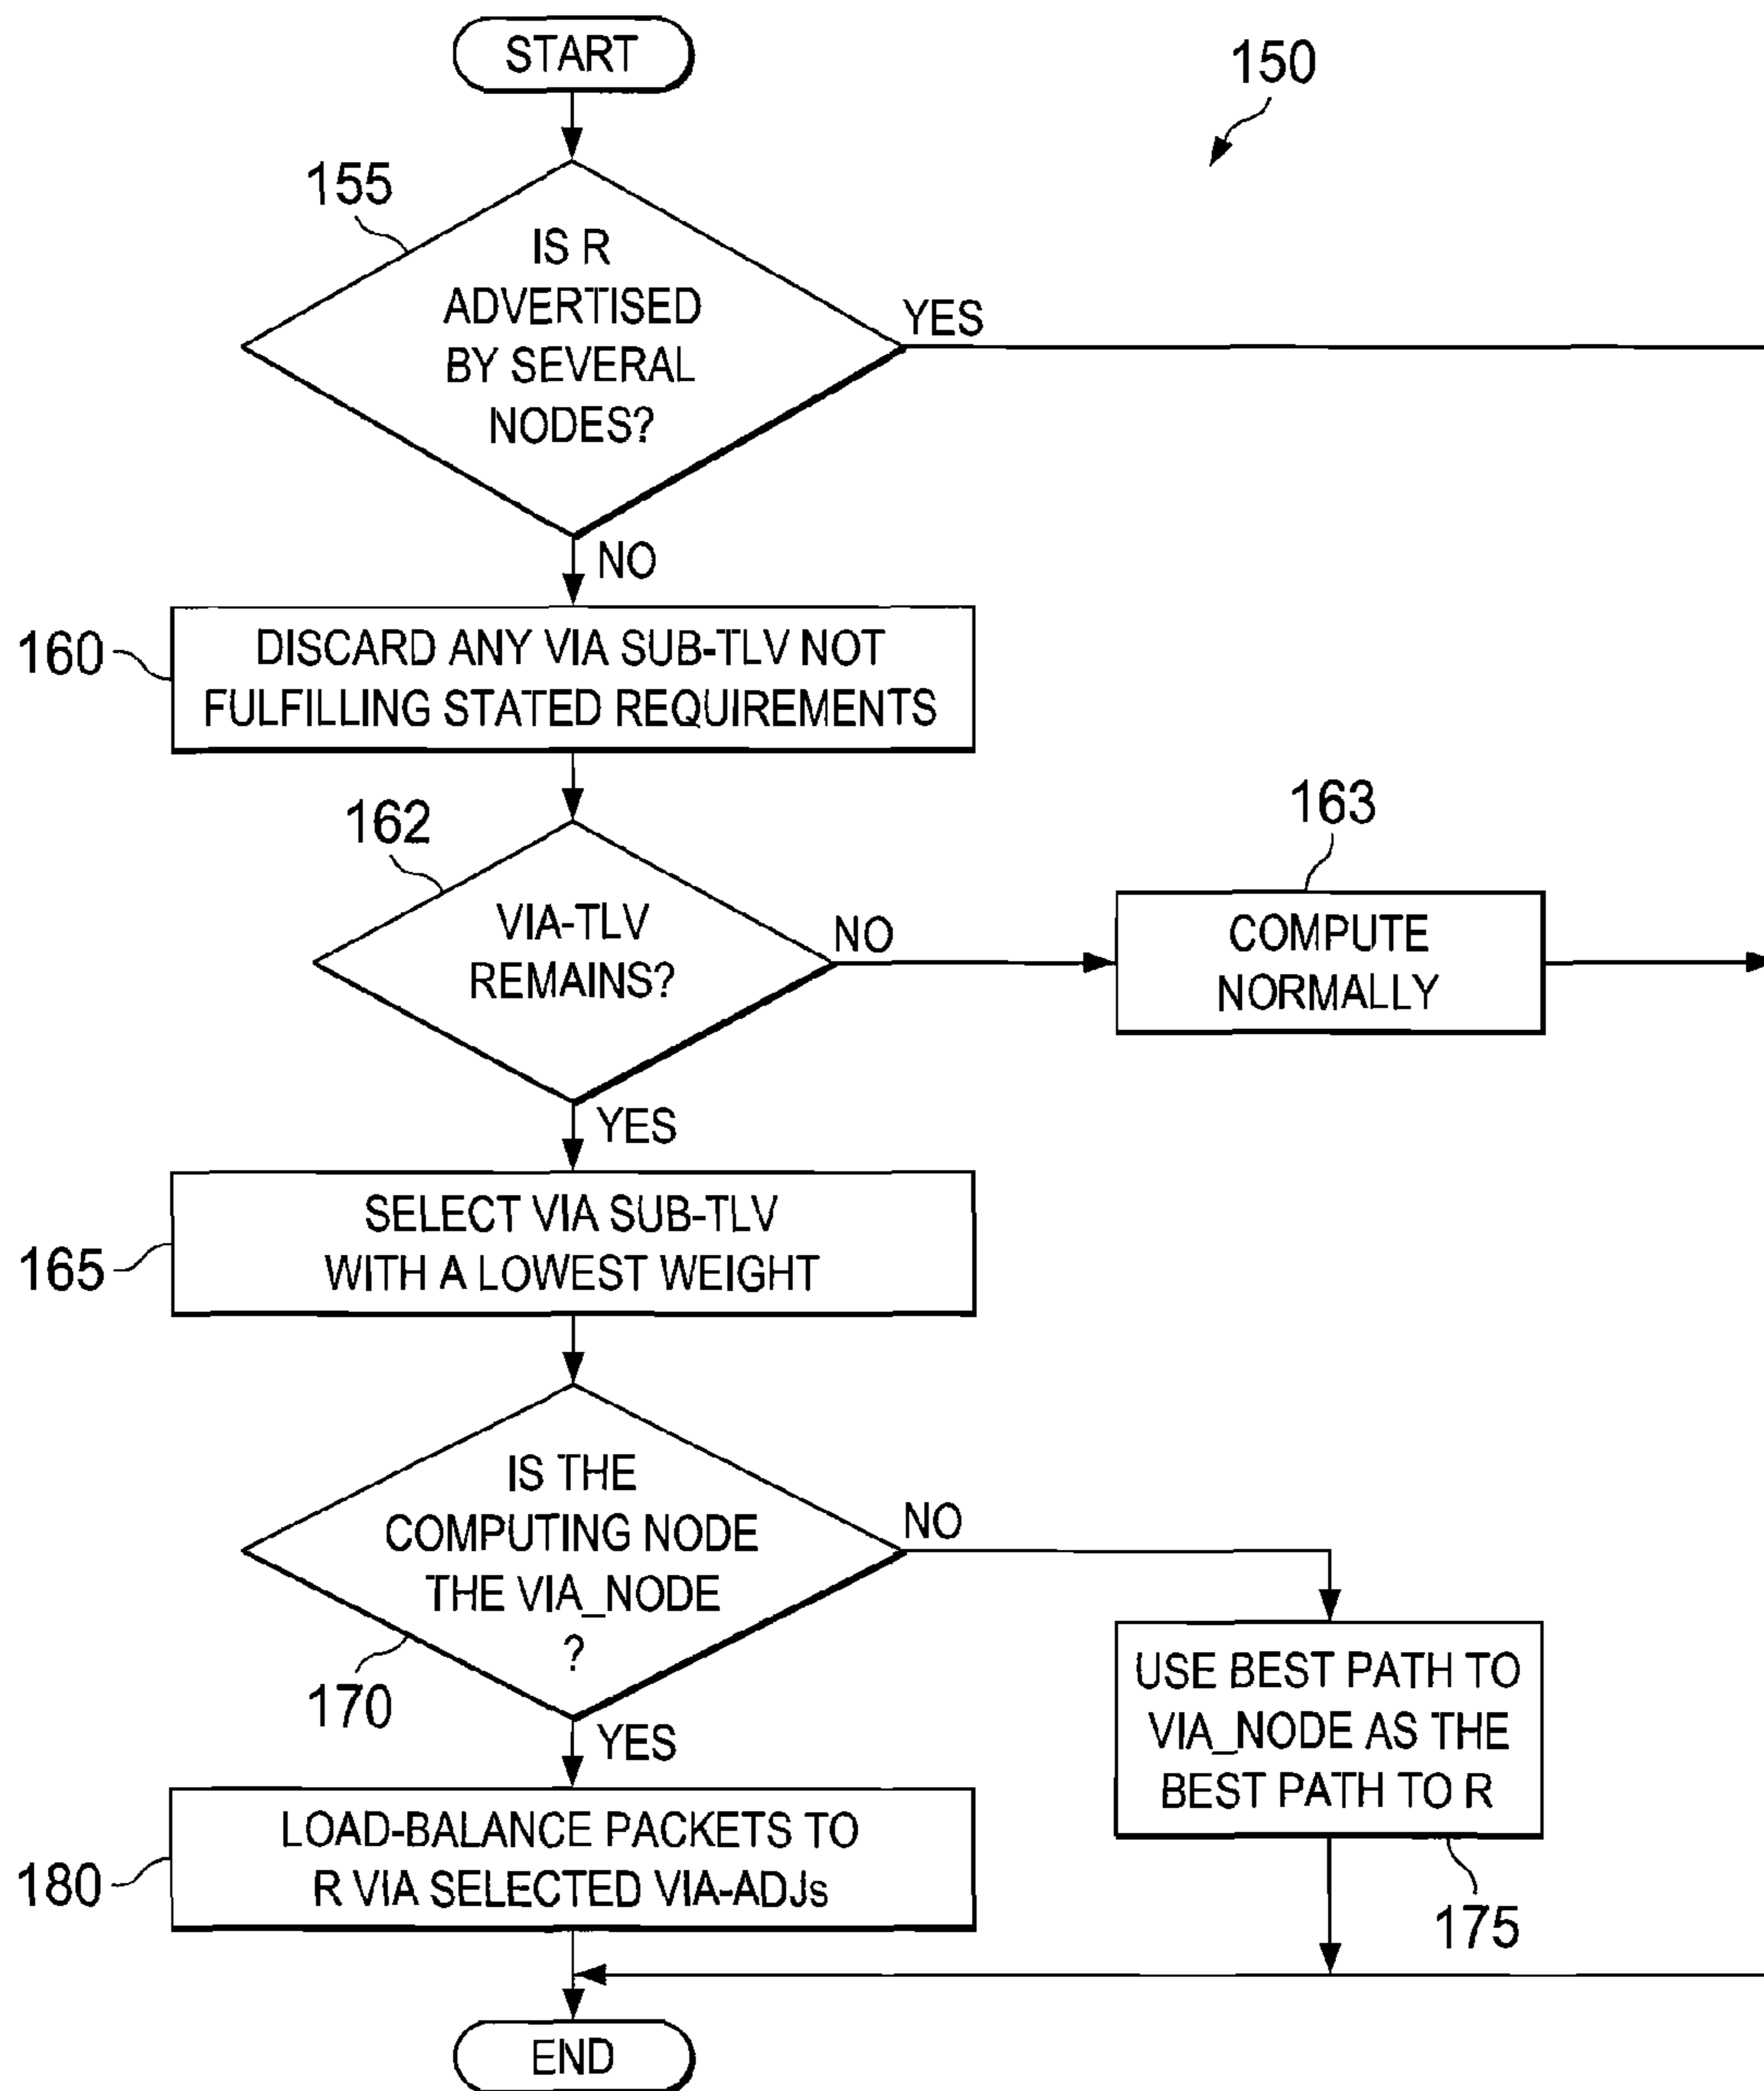 START
150
155
IS R
ADVERTISED
BY SEVERAL
NODES?
YES
NO
160
DISCARD ANY VIA SUB-TLV NOT
FULFILLING STATED REQUIREMENTS
162
VIA-TLV
REMAINS?
NO
163
COMPUTE
NORMALLY
YES
165
SELECT VIA SUB-TLV
WITH A LOWEST WEIGHT
IS THE
COMPUTING NODE
THE VIA_NODE
?
NO
170
YES
USE BEST PATH TO
VIA_NODE AS THE
BEST PATH TO R
175
180
LOAD-BALANCE PACKETS TO
R VIA SELECTED VIA-ADJs
END